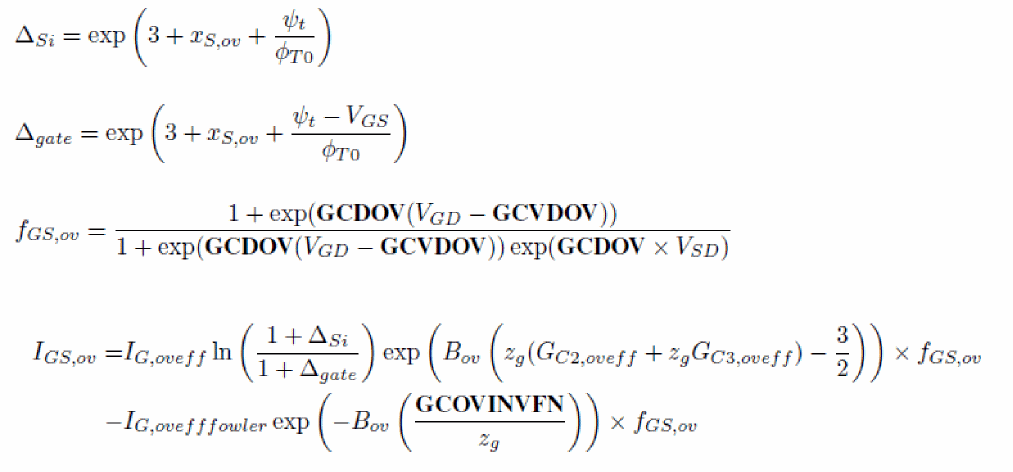 Δ_{Si} = exp(3 + x_{S,ov} + ψ_t / φ_{T0})
Δ_{gate} = exp(3 + x_{S,ov} + (ψ_t − V_{GS}) / φ_{T0})
f_{GS,ov} = (1 + exp(GCDOV(V_{GD} − GCVDOV))) / (1 + exp(GCDOV(V_{GD} − GCVDOV)) exp(GCDOV × V_{SD}))
I_{GS,ov} = I_{G,oveff} ln((1 + Δ_{Si}) / (1 + Δ_{gate})) exp(B_{ov}(z_g(G_{C2,oveff} + z_g G_{C3,oveff}) − 3/2)) × f_{GS,ov}
−I_{G,ovefffowler} exp(−B_{ov}(GCOVINVFN / z_g)) × f_{GS,ov}